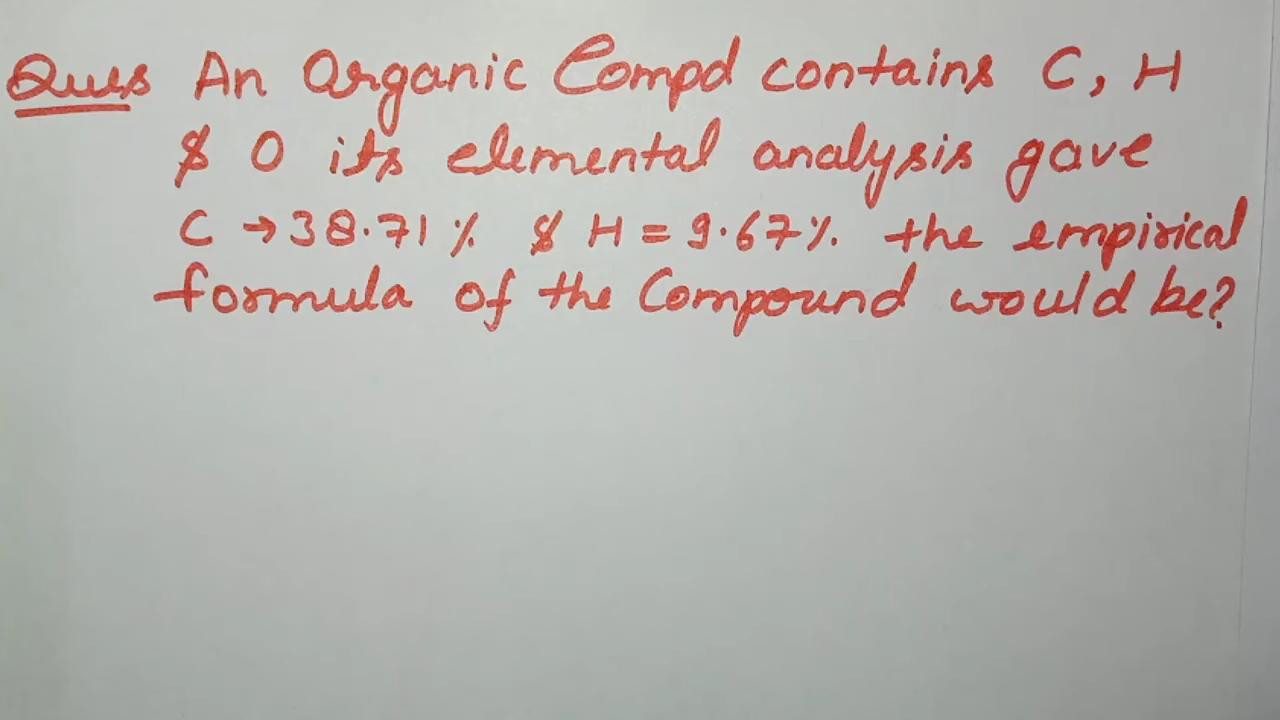 Ques An Organic Compd contains C, H
$ O its elemental analysis gave
C → 38.71 % $ H = 9.67%. the empirical
formula of the Compound would be?